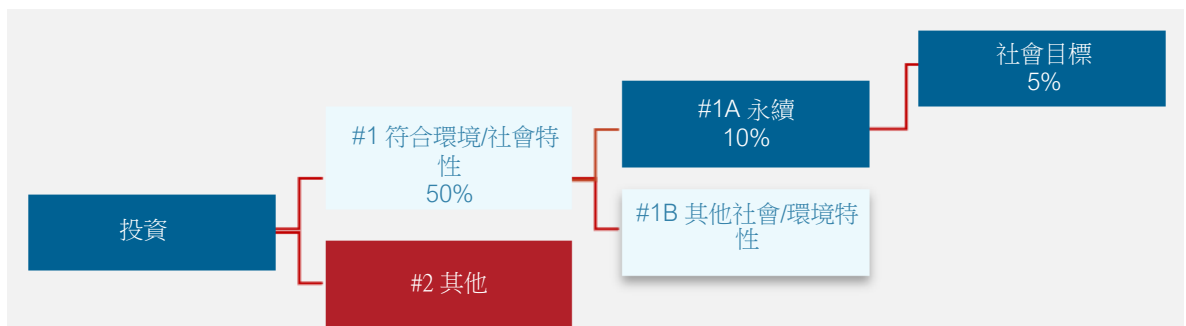 投資
#1 符合環境/社會特
性
50%
#2 其他
#1A 永續
10%
#1B 其他社會/環境特
性
社會目標
5%